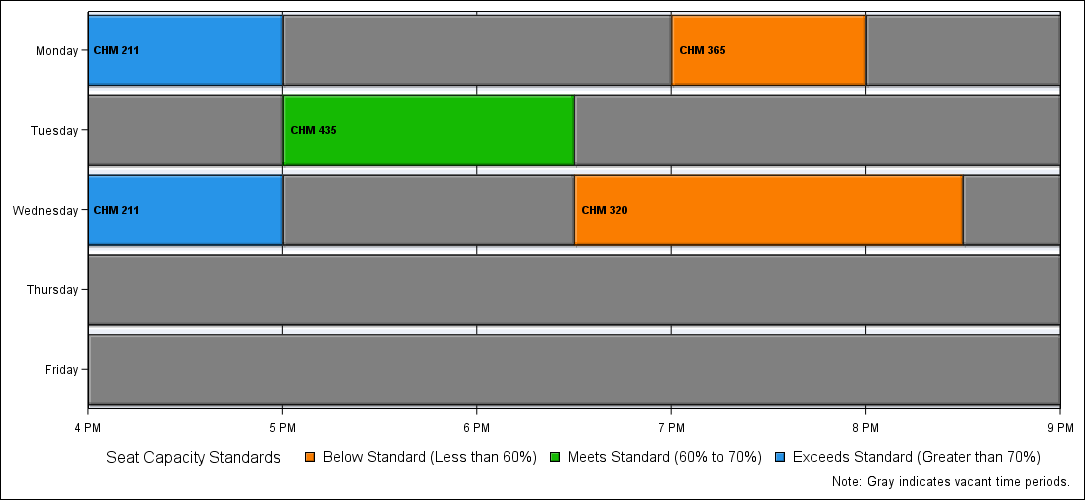 Monday
CHM 211
CHM 365
Tuesday
CHM 435
Wednesday
CHM 211
CHM 320
Thursday
Friday
4 PM 5 PM 6 PM 7 PM 8 PM 9 PM
Seat Capacity Standards Below Standard (Less than 60%) Meets Standard (60% to 70%) Exceeds Standard (Greater than 70%)
Note: Gray indicates vacant time periods.